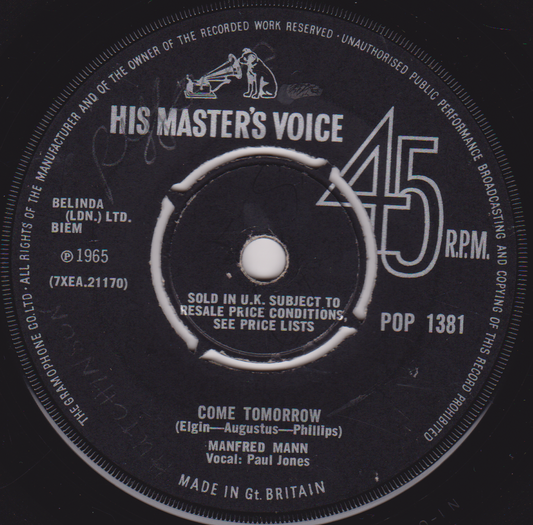 THE GRAMOPHONE CO. LTD · ALL RIGHTS OF THE MANUFACTURER AND OF THE OWNER OF THE RECORDED WORK RESERVED · UNAUTHORISED PUBLIC PERFORMANCE BROADCASTING AND COPYING OF THIS RECORD PROHIBITED
HIS MASTER'S VOICE
45 R.P.M.
BELINDA
(LDN.) LTD.
BIEM
℗ 1965
(7XEA.21170)
SOLD IN U.K. SUBJECT TO
RESALE PRICE CONDITIONS,
SEE PRICE LISTS
POP 1381
COME TOMORROW
(Elgin—Augustus—Phillips)
MANFRED MANN
Vocal: Paul Jones
MADE IN Gt. BRITAIN